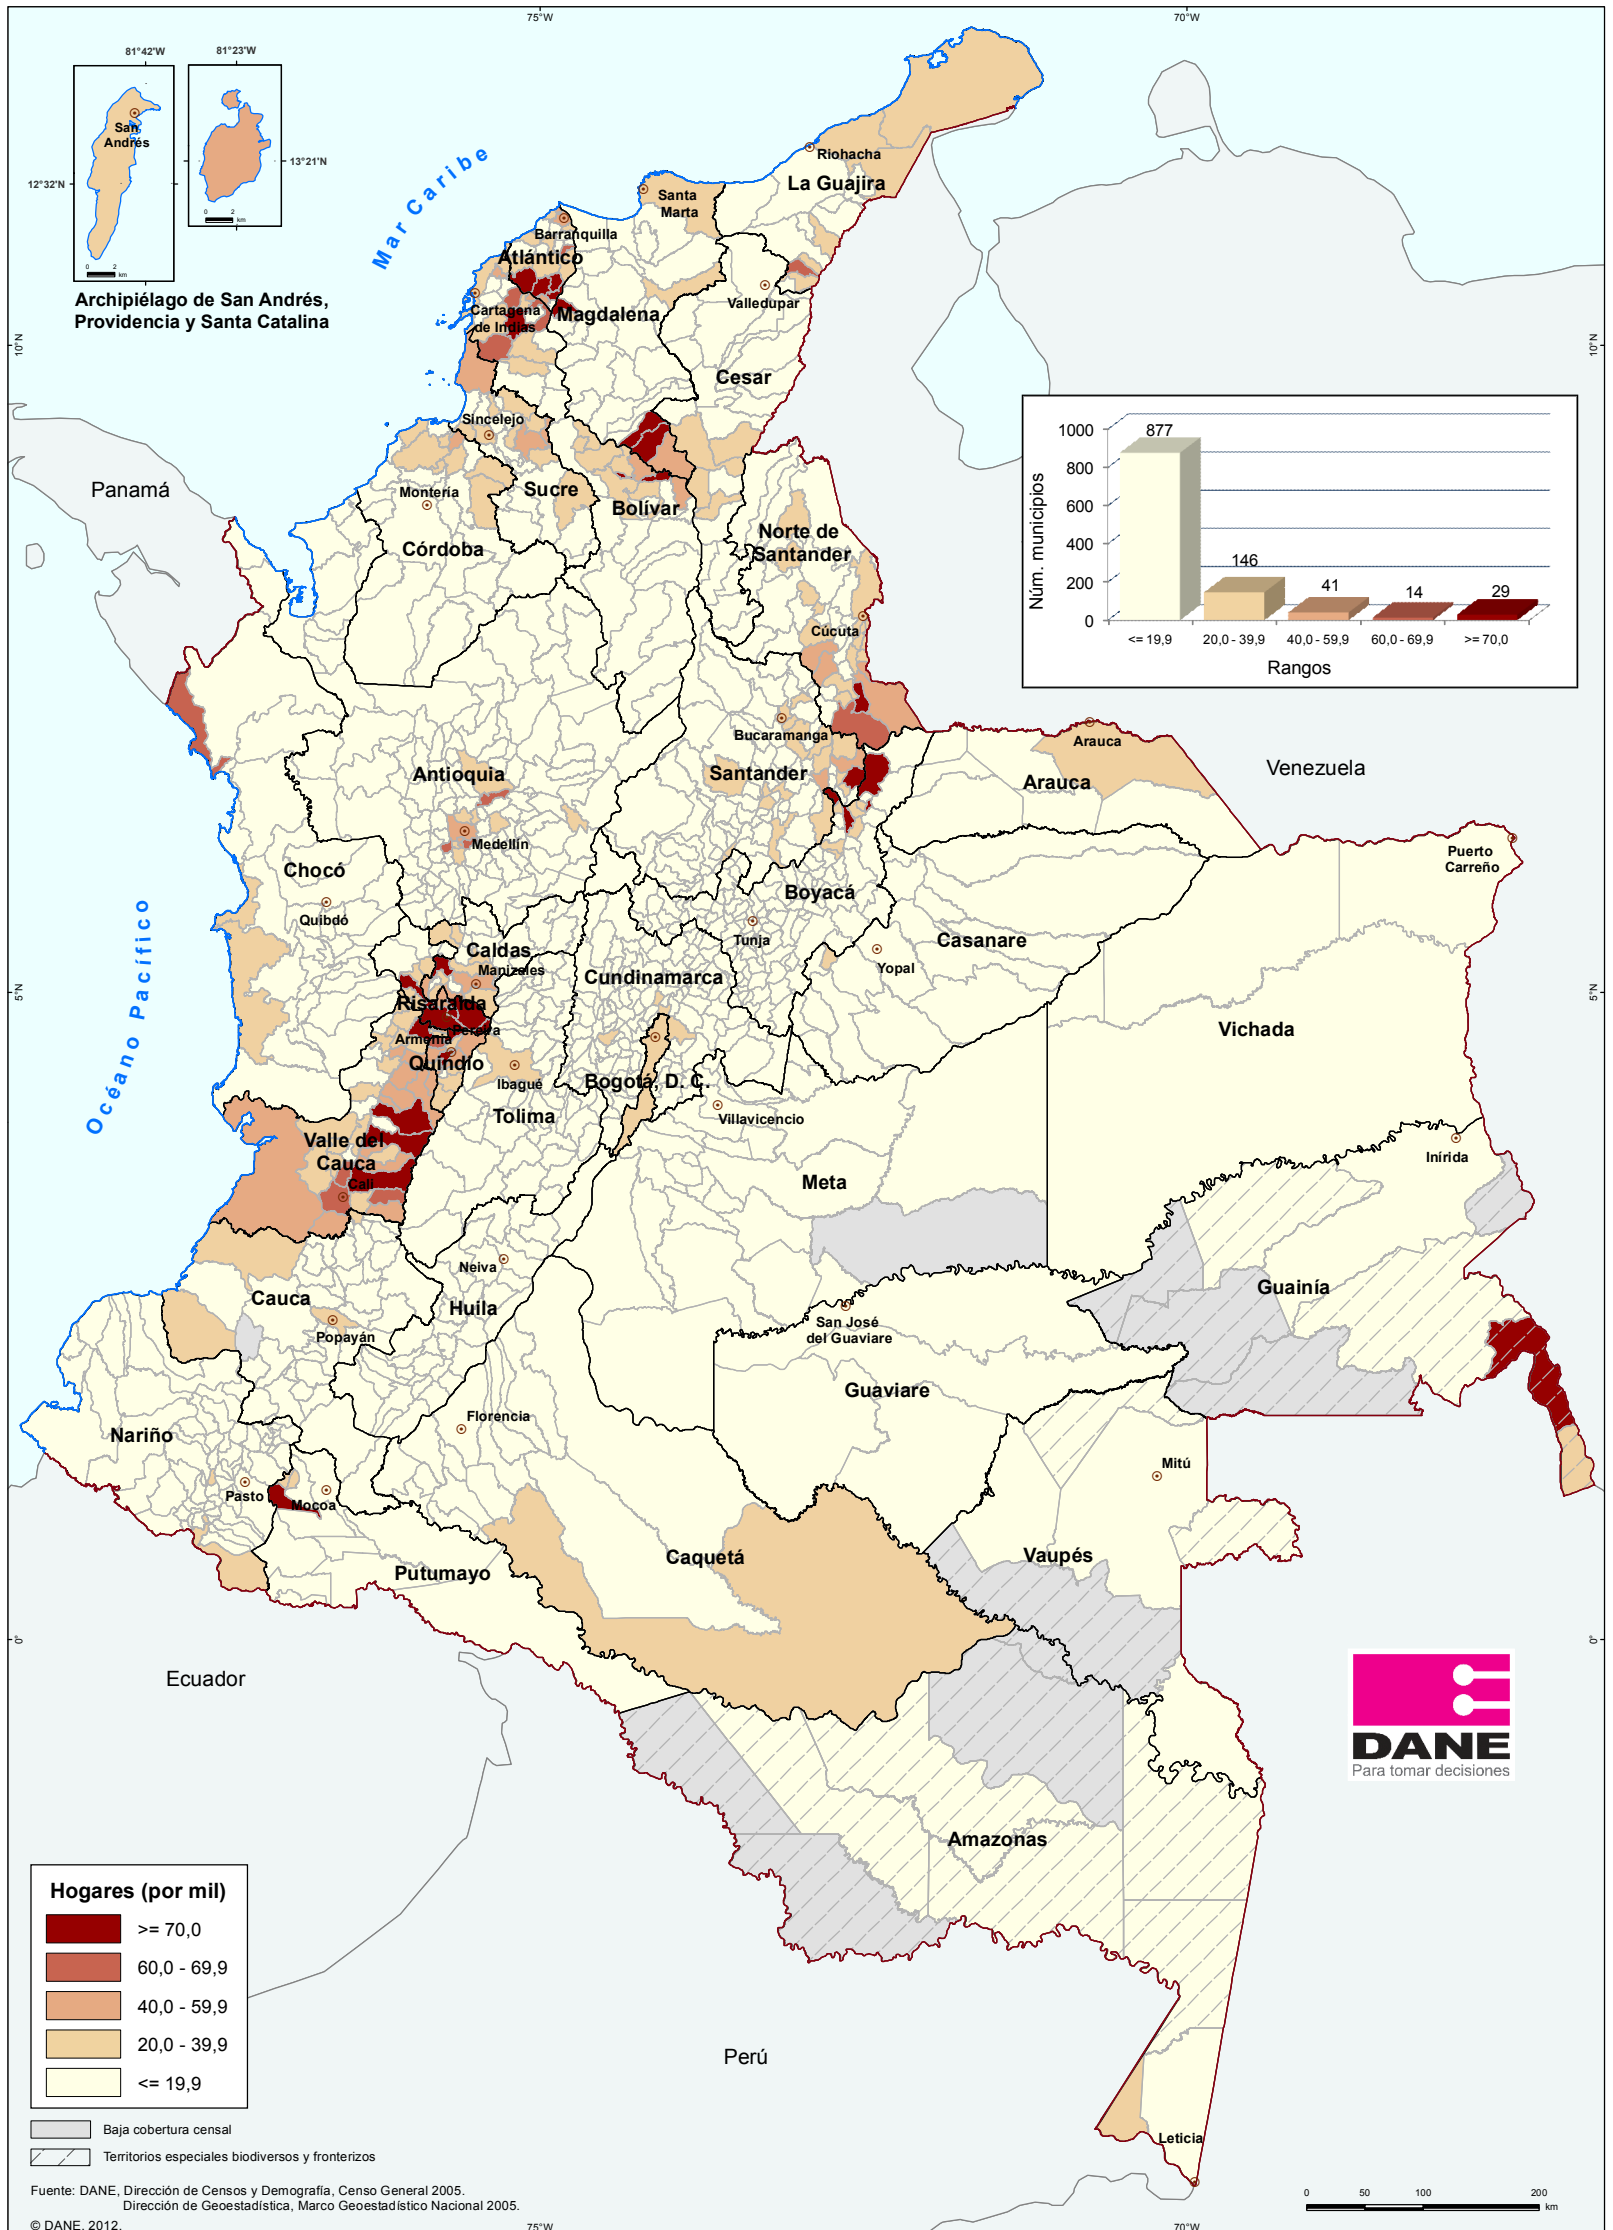 75°W
70°W
81°42'W
81°23'W
San
Andrés
12°32'N
13°21'N
0 2
km
0 2
km
Archipiélago de San Andrés,
Providencia y Santa Catalina
Mar Caribe
Riohacha
La Guajira
Santa
Marta
Barranquilla
Atlántico
Valledupar
Cartagena
de Indias
Magdalena
10°N
10°N
Cesar
Sincelejo
Panamá
Montería
Sucre
Bolívar
Norte de
Santander
Córdoba
Cúcuta
1000
800
600
400
200
0
Núm. municipios
877
146
41
14
29
<= 19,9
20,0 - 39,9
40,0 - 59,9
60,0 - 69,9
>= 70,0
Rangos
Bucaramanga
Arauca
Antioquia
Santander
Arauca
Venezuela
Medellín
Puerto
Carreño
Chocó
Boyacá
Quibdó
Tunja
Casanare
Océano Pacífico
Caldas
Manizales
Cundinamarca
Yopal
5°N
5°N
Risaralda
Pereira
Armenia
Quindío
Vichada
Ibagué
Bogotá, D. C.
Tolima
Villavicencio
Valle del
Cauca
Cali
Inírida
Meta
Neiva
Guainía
Cauca
Huila
Popayán
San José
del Guaviare
Guaviare
Florencia
Nariño
Mitú
Pasto
Mocoa
Caquetá
Vaupés
Putumayo
0°
0°
Ecuador
DANE
Para tomar decisiones
Amazonas
Hogares (por mil)
>= 70,0
60,0 - 69,9
40,0 - 59,9
20,0 - 39,9
<= 19,9
Perú
Baja cobertura censal
Leticia
Territorios especiales biodiversos y fronterizos
Fuente: DANE, Dirección de Censos y Demografía, Censo General 2005.
Dirección de Geoestadística, Marco Geoestadístico Nacional 2005.
© DANE. 2012.
0 50 100 200
km
75°W
70°W